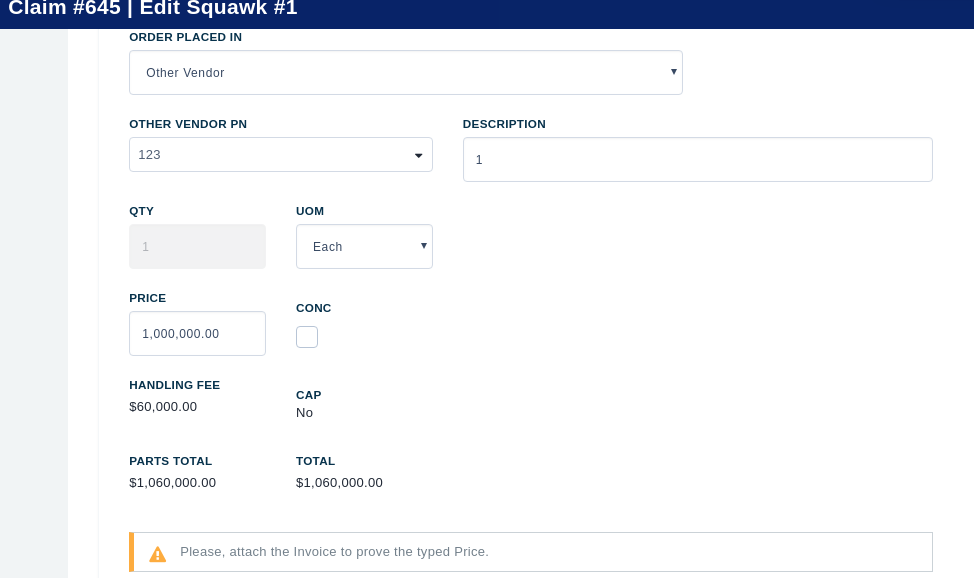 Claim #645 | Edit Squawk #1
ORDER PLACED IN
Other Vendor
OTHER VENDOR PN
DESCRIPTION
123
1
QTY
UOM
1
Each
PRICE
CONC
1,000,000.00
HANDLING FEE
CAP
$60,000.00
No
PARTS TOTAL
TOTAL
$1,060,000.00
$1,060,000.00
Please, attach the Invoice to prove the typed Price.